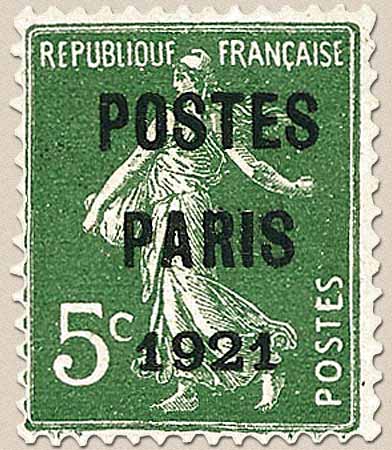 REPUBLIQUE FRANÇAISE
POSTES
PARIS
1921
5c
POSTES